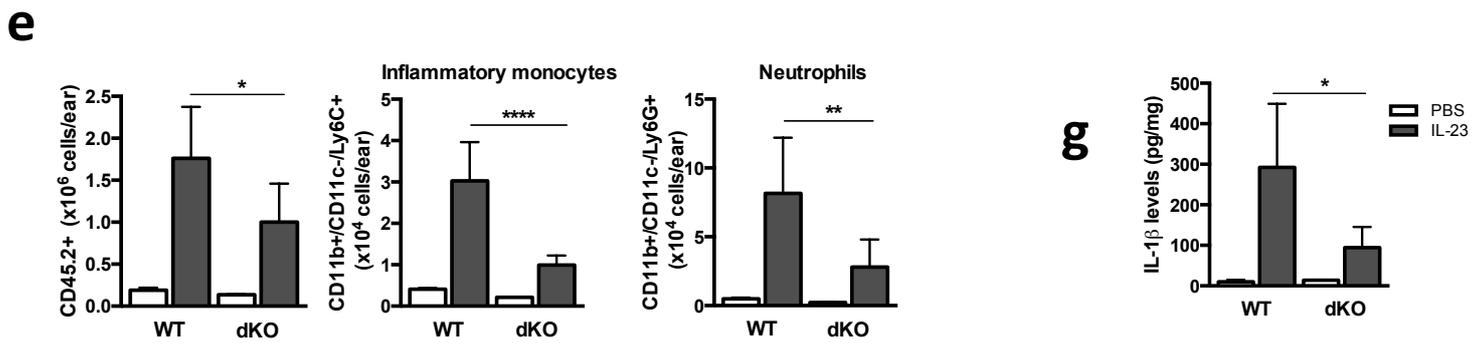 e
CD45.2+ (x10⁶ cells/ear)
2.5
2.0
1.5
1.0
0.5
0.0
*
WT
dKO
Inflammatory monocytes
CD11b+/CD11c-/Ly6C+
(x10⁴ cells/ear)
5
4
3
2
1
0
****
WT
dKO
Neutrophils
CD11b+/CD11c-/Ly6G+
(x10⁴ cells/ear)
15
10
5
0
**
WT
dKO
g
IL-1β levels (pg/mg)
500
400
300
200
100
0
*
WT
dKO
PBS
IL-23